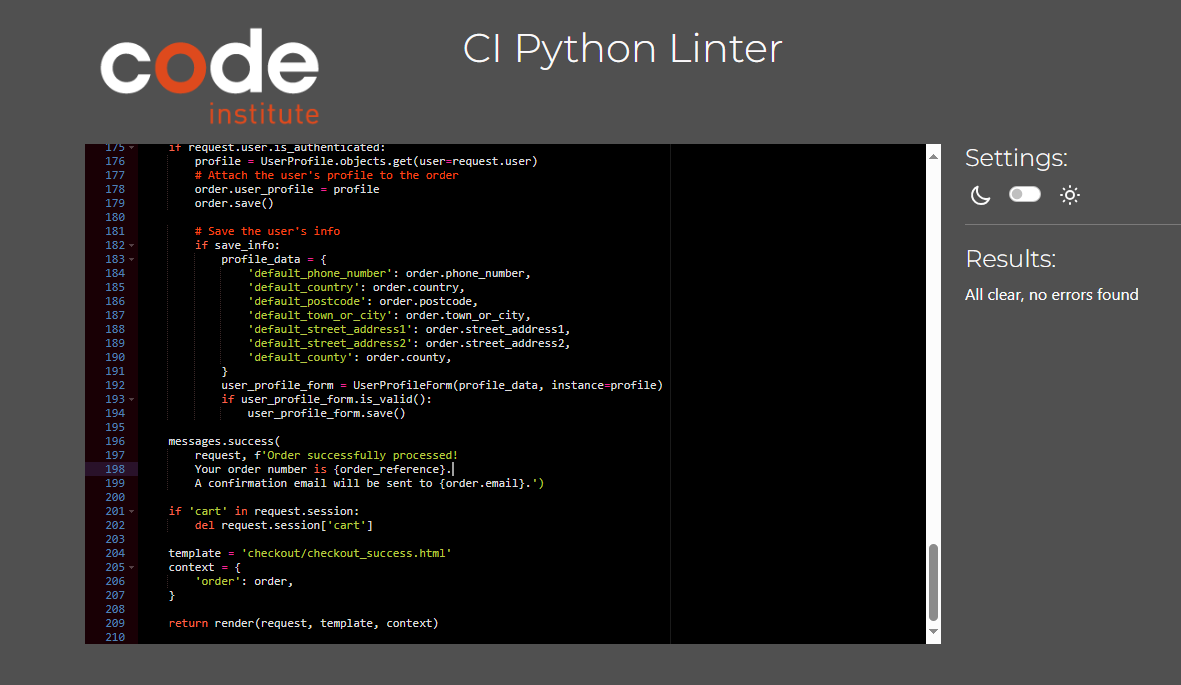 code
institute
CI Python Linter
175 if request.user.is_authenticated:
176 profile = UserProfile.objects.get(user=request.user)
177 # Attach the user's profile to the order
178 order.user_profile = profile
179 order.save()
180
181 # Save the user's info
182 if save_info:
183 profile_data = {
184 'default_phone_number': order.phone_number,
185 'default_country': order.country,
186 'default_postcode': order.postcode,
187 'default_town_or_city': order.town_or_city,
188 'default_street_address1': order.street_address1,
189 'default_street_address2': order.street_address2,
190 'default_county': order.county,
191 }
192 user_profile_form = UserProfileForm(profile_data, instance=profile)
193 if user_profile_form.is_valid():
194 user_profile_form.save()
195
196 messages.success(
197 request, f'Order successfully processed!
198 Your order number is {order_reference}.
199 A confirmation email will be sent to {order.email}.')
200
201 if 'cart' in request.session:
202 del request.session['cart']
203
204 template = 'checkout/checkout_success.html'
205 context = {
206 'order': order,
207 }
208
209 return render(request, template, context)
210
Settings:
Results:
All clear, no errors found